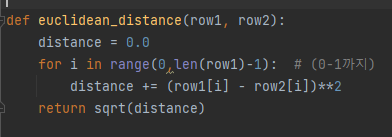 def euclidean_distance(row1, row2):
    distance = 0.0
    for i in range(0,len(row1)-1):  # (0-1까지)
        distance += (row1[i] - row2[i])**2
    return sqrt(distance)